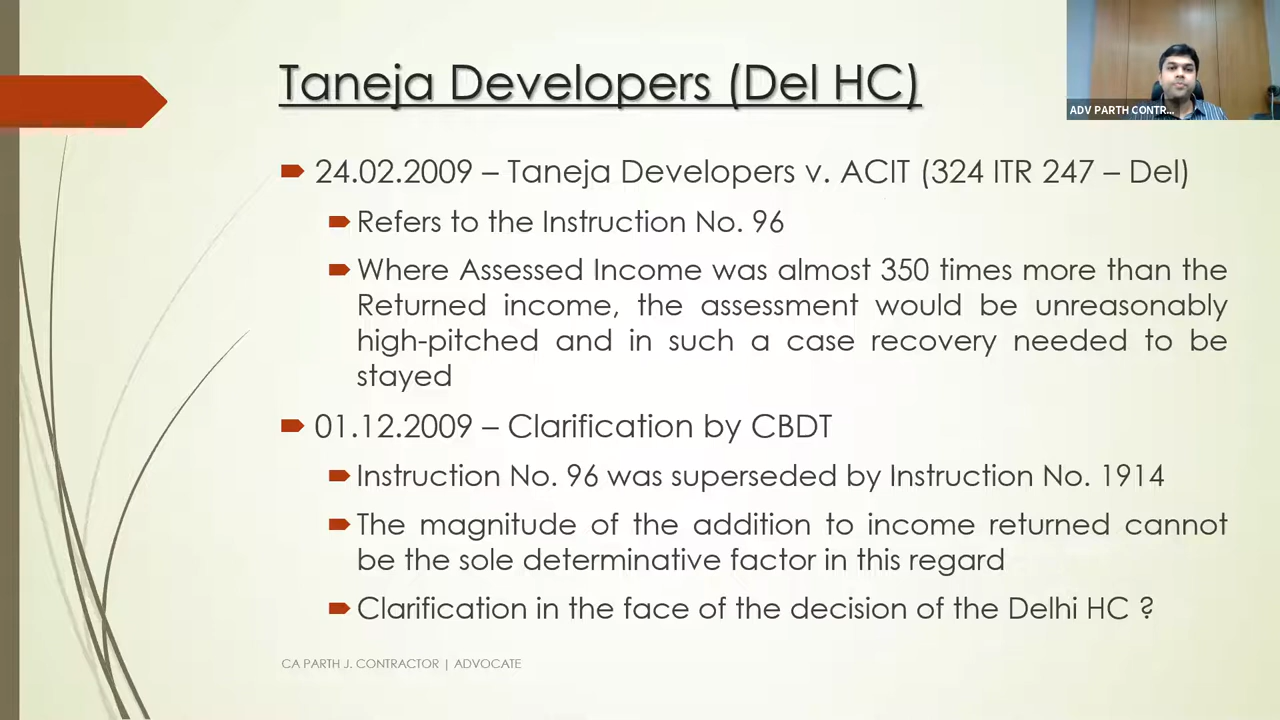 Taneja Developers (Del HC)
ADV PARTH CONTR...
24.02.2009 – Taneja Developers v. ACIT (324 ITR 247 – Del)
Refers to the Instruction No. 96
Where Assessed Income was almost 350 times more than the
Returned income, the assessment would be unreasonably
high-pitched and in such a case recovery needed to be
stayed
01.12.2009 – Clarification by CBDT
Instruction No. 96 was superseded by Instruction No. 1914
The magnitude of the addition to income returned cannot
be the sole determinative factor in this regard
Clarification in the face of the decision of the Delhi HC ?
CA PARTH J. CONTRACTOR | ADVOCATE